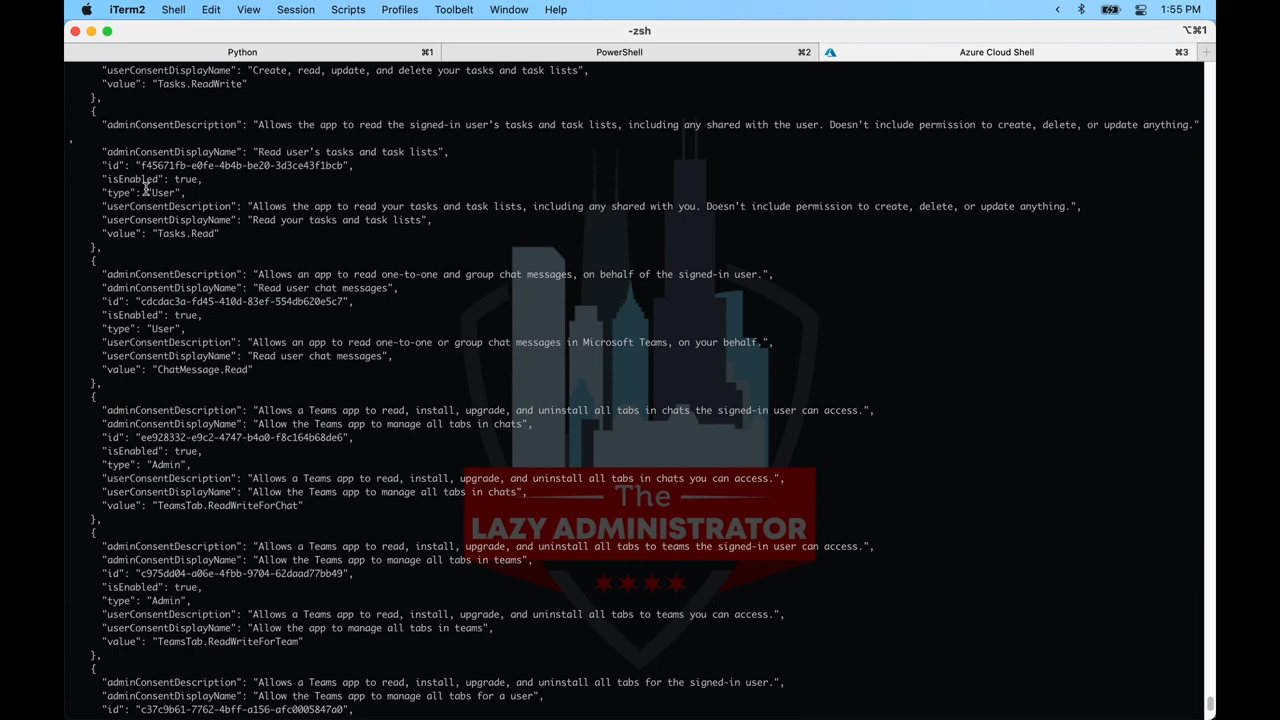 iTerm2 Shell Edit View Session Scripts Profiles Toolbelt Window Help 1:55 PM
-zsh ⌥⌘1
Python ⌘1 PowerShell ⌘2 Azure Cloud Shell ⌘3
"userConsentDisplayName": "Create, read, update, and delete your tasks and task lists",
"value": "Tasks.ReadWrite"
},
{
"adminConsentDescription": "Allows the app to read the signed-in user's tasks and task lists, including any shared with the user. Doesn't include permission to create, delete, or update anything."
,
"adminConsentDisplayName": "Read user's tasks and task lists",
"id": "f45671fb-e0fe-4b4b-be20-3d3ce43f1bcb",
"isEnabled": true,
"type": "User",
"userConsentDescription": "Allows the app to read your tasks and task lists, including any shared with you. Doesn't include permission to create, delete, or update anything.",
"userConsentDisplayName": "Read your tasks and task lists",
"value": "Tasks.Read"
},
{
"adminConsentDescription": "Allows an app to read one-to-one and group chat messages, on behalf of the signed-in user.",
"adminConsentDisplayName": "Read user chat messages",
"id": "cdcdac3a-fd45-410d-83ef-554db620e5c7",
"isEnabled": true,
"type": "User",
"userConsentDescription": "Allows an app to read one-to-one or group chat messages in Microsoft Teams, on your behalf.",
"userConsentDisplayName": "Read user chat messages",
"value": "ChatMessage.Read"
},
{
"adminConsentDescription": "Allows a Teams app to read, install, upgrade, and uninstall all tabs in chats the signed-in user can access.",
"adminConsentDisplayName": "Allow the Teams app to manage all tabs in chats",
"id": "ee928332-e9c2-4747-b4a0-f8c164b68de6",
"isEnabled": true,
"type": "Admin",
"userConsentDescription": "Allows a Teams app to read, install, upgrade, and uninstall all tabs in chats you can access.",
"userConsentDisplayName": "Allow the Teams app to manage all tabs in chats",
"value": "TeamsTab.ReadWriteForChat"
},
{
"adminConsentDescription": "Allows a Teams app to read, install, upgrade, and uninstall all tabs to teams the signed-in user can access.",
"adminConsentDisplayName": "Allow the Teams app to manage all tabs in teams",
"id": "c975dd04-a06e-4fbb-9704-62daad77bb49",
"isEnabled": true,
"type": "Admin",
"userConsentDescription": "Allows a Teams app to read, install, upgrade, and uninstall all tabs to teams you can access.",
"userConsentDisplayName": "Allow the app to manage all tabs in teams",
"value": "TeamsTab.ReadWriteForTeam"
},
{
"adminConsentDescription": "Allows a Teams app to read, install, upgrade, and uninstall all tabs for the signed-in user.",
"adminConsentDisplayName": "Allow the Teams app to manage all tabs for a user",
"id": "c37c9b61-7762-4bff-a156-afc0005847a0",
The
LAZY ADMINISTRATOR